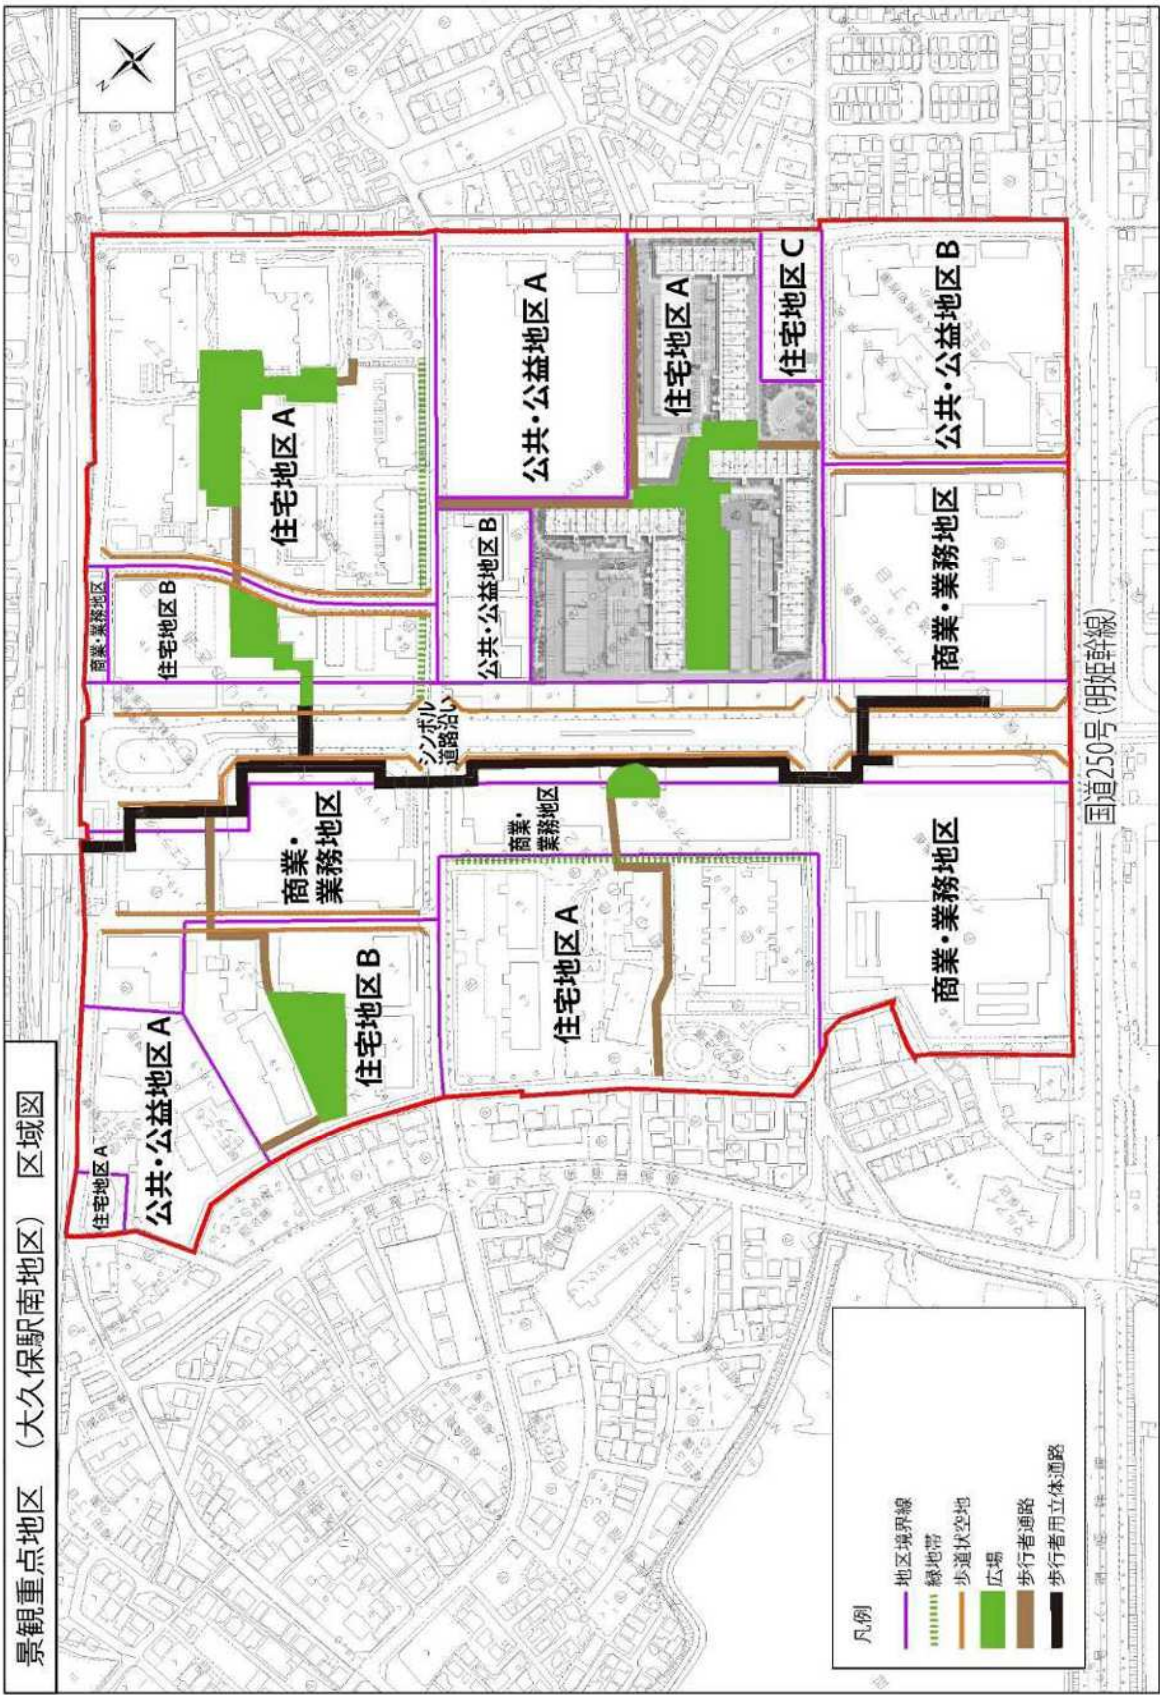 景観重点地区 (大久保駅南地区) 区域図
N
住宅地区A
公共・公益地区A
住宅地区B
商業・
業務地区
住宅地区A
商業・
業務地区
商業・業務地区
シンボル
道路沿い
商業・業務地区
住宅地区B
住宅地区A
公共・公益地区B
公共・公益地区A
住宅地区A
住宅地区C
商業・業務地区
公共・公益地区B
国道250号(明姫幹線)
凡例
地区境界線
緑地帯
歩道状空地
広場
歩行者通路
歩行者用立体通路